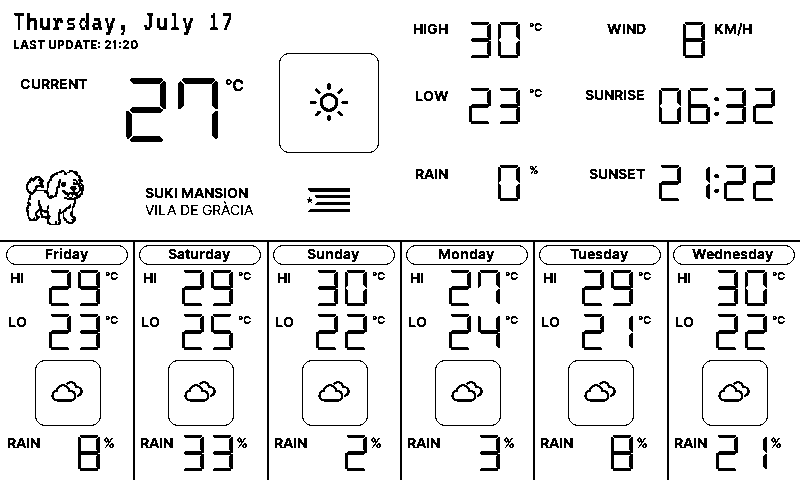 Thursday, July 17
LAST UPDATE: 21:20
CURRENT 27 °C
HIGH 30 °C
LOW 23 °C
RAIN 0 %
WIND 8 KM/H
SUNRISE 06:32
SUNSET 21:22
SUKI MANSION
VILA DE GRÀCIA
Friday
HI 29 °C
LO 23 °C
RAIN 8 %
Saturday
HI 29 °C
LO 25 °C
RAIN 33 %
Sunday
HI 30 °C
LO 22 °C
RAIN 2 %
Monday
HI 27 °C
LO 24 °C
RAIN 3 %
Tuesday
HI 29 °C
LO 21 °C
RAIN 8 %
Wednesday
HI 30 °C
LO 22 °C
RAIN 21 %